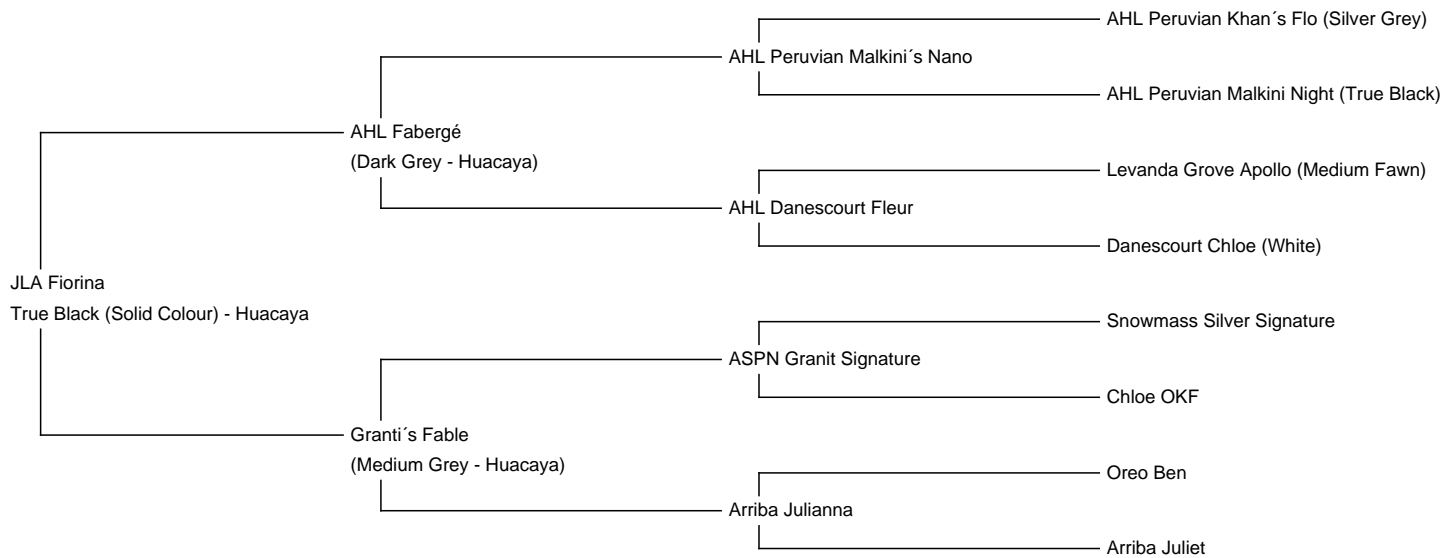 AHL Peruvian Khan´s Flo (Silver Grey)
AHL Peruvian Malkini´s Nano
AHL Peruvian Malkini Night (True Black)
AHL Fabergé
(Dark Grey - Huacaya)
Levanda Grove Apollo (Medium Fawn)
AHL Danescourt Fleur
Danescourt Chloe (White)
JLA Fiorina
True Black (Solid Colour) - Huacaya
Snowmass Silver Signature
ASPN Granit Signature
Chloe OKF
Granti´s Fable
(Medium Grey - Huacaya)
Oreo Ben
Arriba Julianna
Arriba Juliet